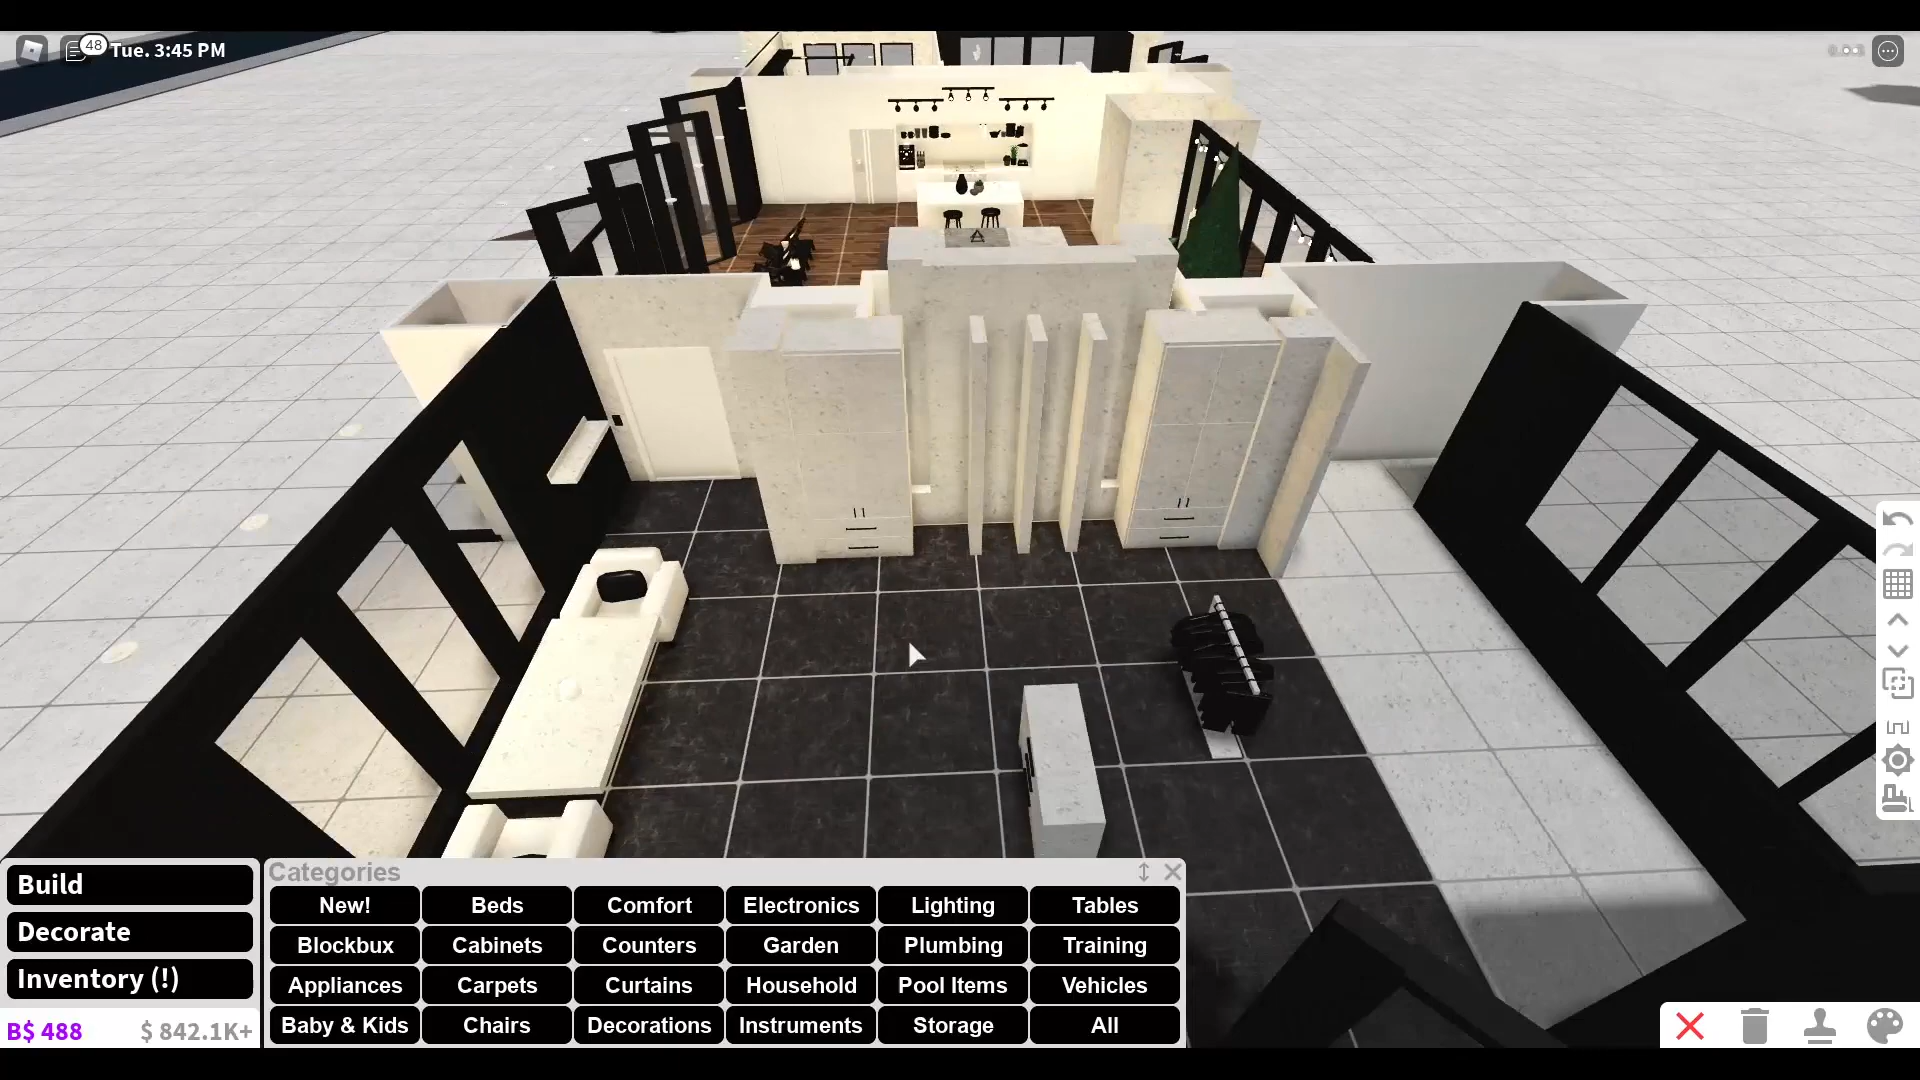 48 Tue. 3:45 PM
Build
Decorate
Inventory (!)
B$ 488 $ 842.1K+
Categories
New! Beds Comfort Electronics Lighting Tables
Blockbux Cabinets Counters Garden Plumbing Training
Appliances Carpets Curtains Household Pool Items Vehicles
Baby & Kids Chairs Decorations Instruments Storage All